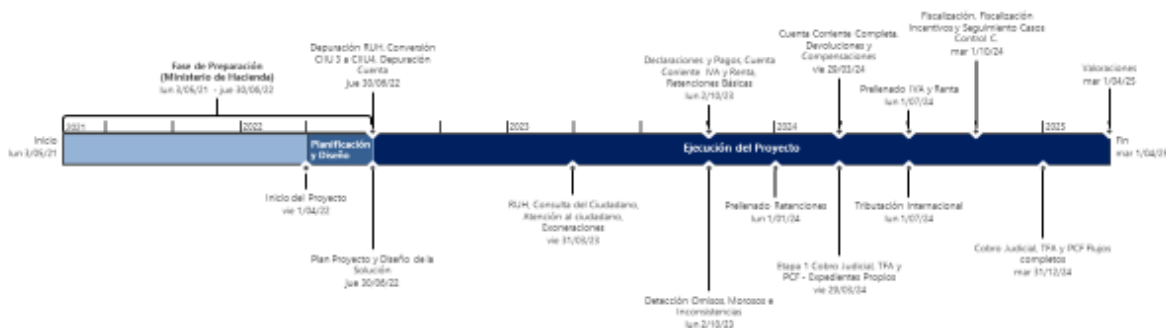 Fase de Preparación
(Ministerio de Hacienda)
lun 3/05/21 - jue 30/06/22
Depuración RUH, Conversión
CIIU 3 a CIIU4, Depuración
Cuenta
jue 30/06/22
Declaraciones y Pagos, Cuenta
Corriente IVA y Renta,
Retenciones Básicas
lun 2/10/23
Cuenta Corriente Completa,
Devoluciones y
Compensaciones
vie 29/03/24
Prellenado IVA y Renta
lun 1/07/24
Fiscalización, Fiscalización
Incentivos y Seguimiento Casos
Control C.
mar 1/10/24
Valoraciones
mar 1/04/25
2021
2022
2023
2024
2025
Inicio
lun 3/05/21
Planificación
y Diseño
Ejecución del Proyecto
Fin
mar 1/04/25
Inicio del Proyecto
vie 1/04/22
Plan Proyecto y Diseño de la
Solución
jue 30/06/22
RUH, Consulta del Ciudadano,
Atención al ciudadano,
Exoneraciones
vie 31/03/23
Detección Omisos, Morosos e
Inconsistencias
lun 2/10/23
Prellenado Retenciones
lun 1/01/24
Etapa 1 Cobro Judicial, TFA y
PCF - Expedientes Propios
vie 29/03/24
Tributación Internacional
lun 1/07/24
Cobro Judicial, TFA y PCF Flujos
completos
mar 31/12/24